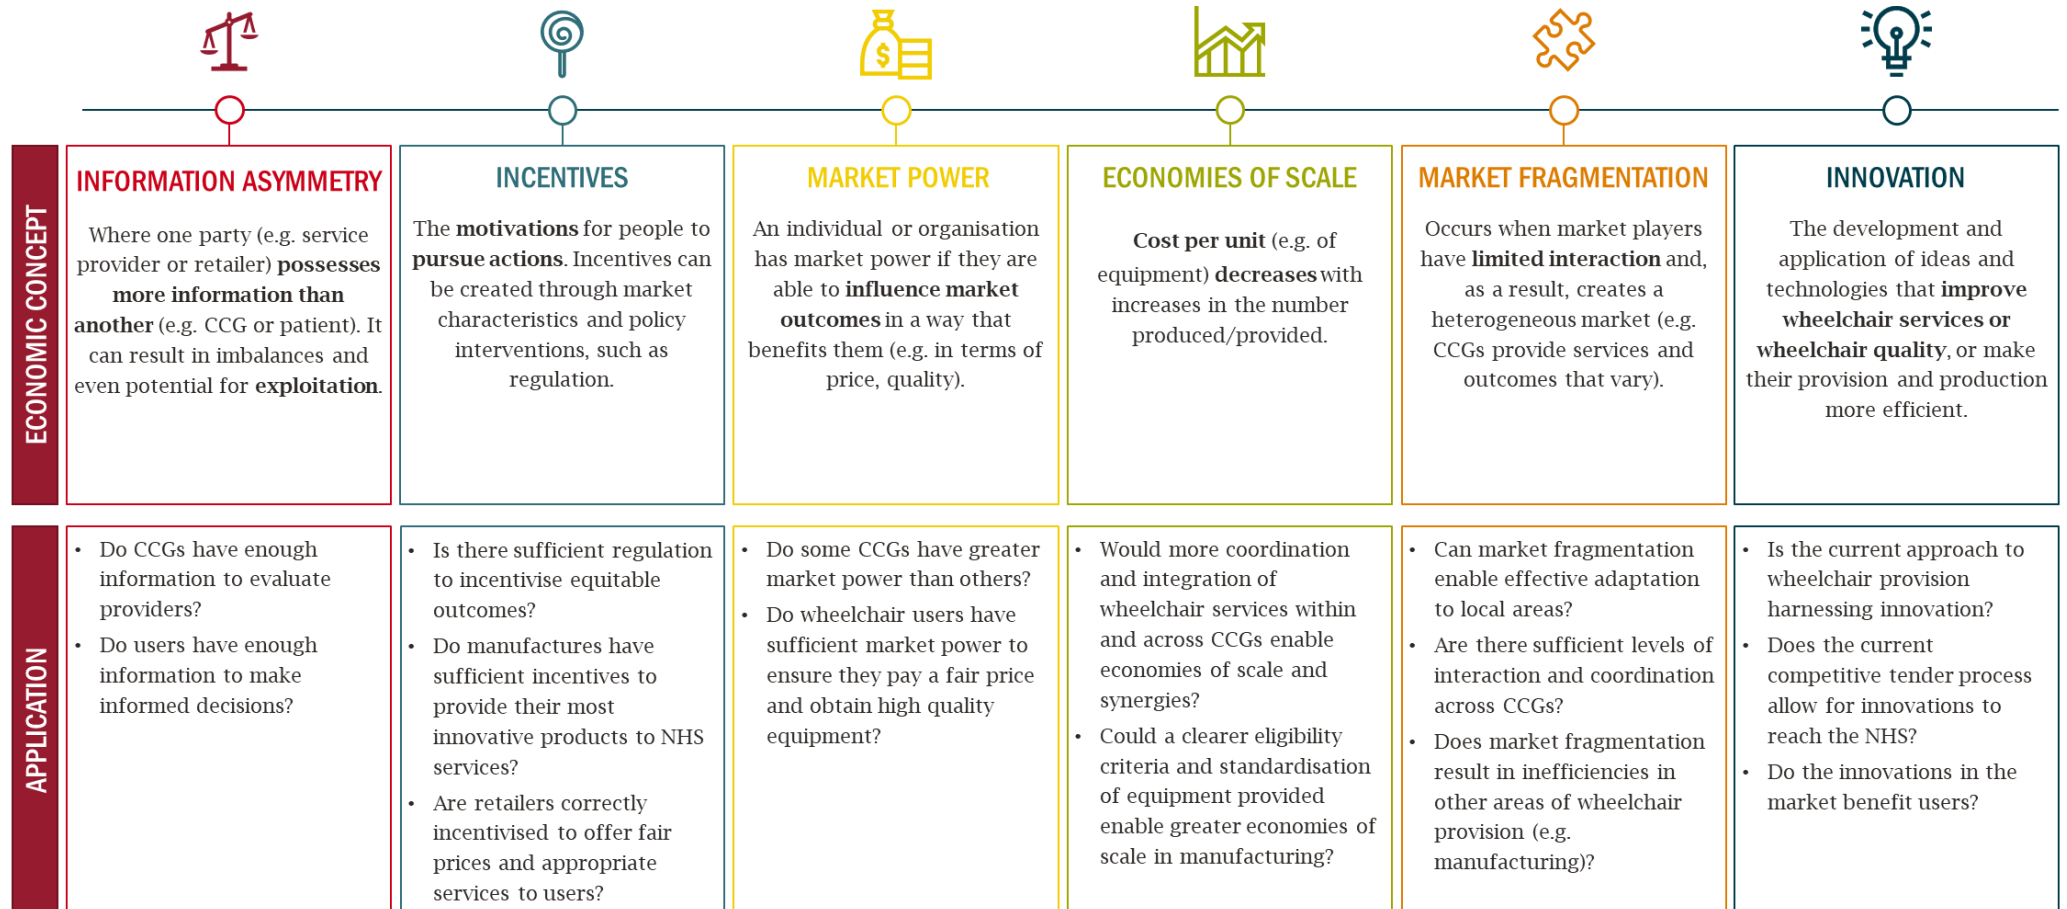 ECONOMIC CONCEPT
INFORMATION ASYMMETRY
Where one party (e.g. service
provider or retailer) possesses
more information than
another (e.g. CCG or patient). It
can result in imbalances and
even potential for exploitation.
INCENTIVES
The motivations for people to
pursue actions. Incentives can
be created through market
characteristics and policy
interventions, such as
regulation.
MARKET POWER
An individual or organisation
has market power if they are
able to influence market
outcomes in a way that
benefits them (e.g. in terms of
price, quality).
ECONOMIES OF SCALE
Cost per unit (e.g. of
equipment) decreases with
increases in the number
produced/provided.
MARKET FRAGMENTATION
Occurs when market players
have limited interaction and,
as a result, creates a
heterogeneous market (e.g.
CCGs provide services and
outcomes that vary).
INNOVATION
The development and
application of ideas and
technologies that improve
wheelchair services or
wheelchair quality, or make
their provision and production
more efficient.
APPLICATION
• Do CCGs have enough
information to evaluate
providers?
• Do users have enough
information to make
informed decisions?
• Is there sufficient regulation
to incentivise equitable
outcomes?
• Do manufactures have
sufficient incentives to
provide their most
innovative products to NHS
services?
• Are retailers correctly
incentivised to offer fair
prices and appropriate
services to users?
• Do some CCGs have greater
market power than others?
• Do wheelchair users have
sufficient market power to
ensure they pay a fair price
and obtain high quality
equipment?
• Would more coordination
and integration of
wheelchair services within
and across CCGs enable
economies of scale and
synergies?
• Could a clearer eligibility
criteria and standardisation
of equipment provided
enable greater economies of
scale in manufacturing?
• Can market fragmentation
enable effective adaptation
to local areas?
• Are there sufficient levels of
interaction and coordination
across CCGs?
• Does market fragmentation
result in inefficiencies in
other areas of wheelchair
provision (e.g.
manufacturing)?
• Is the current approach to
wheelchair provision
harnessing innovation?
• Does the current
competitive tender process
allow for innovations to
reach the NHS?
• Do the innovations in the
market benefit users?